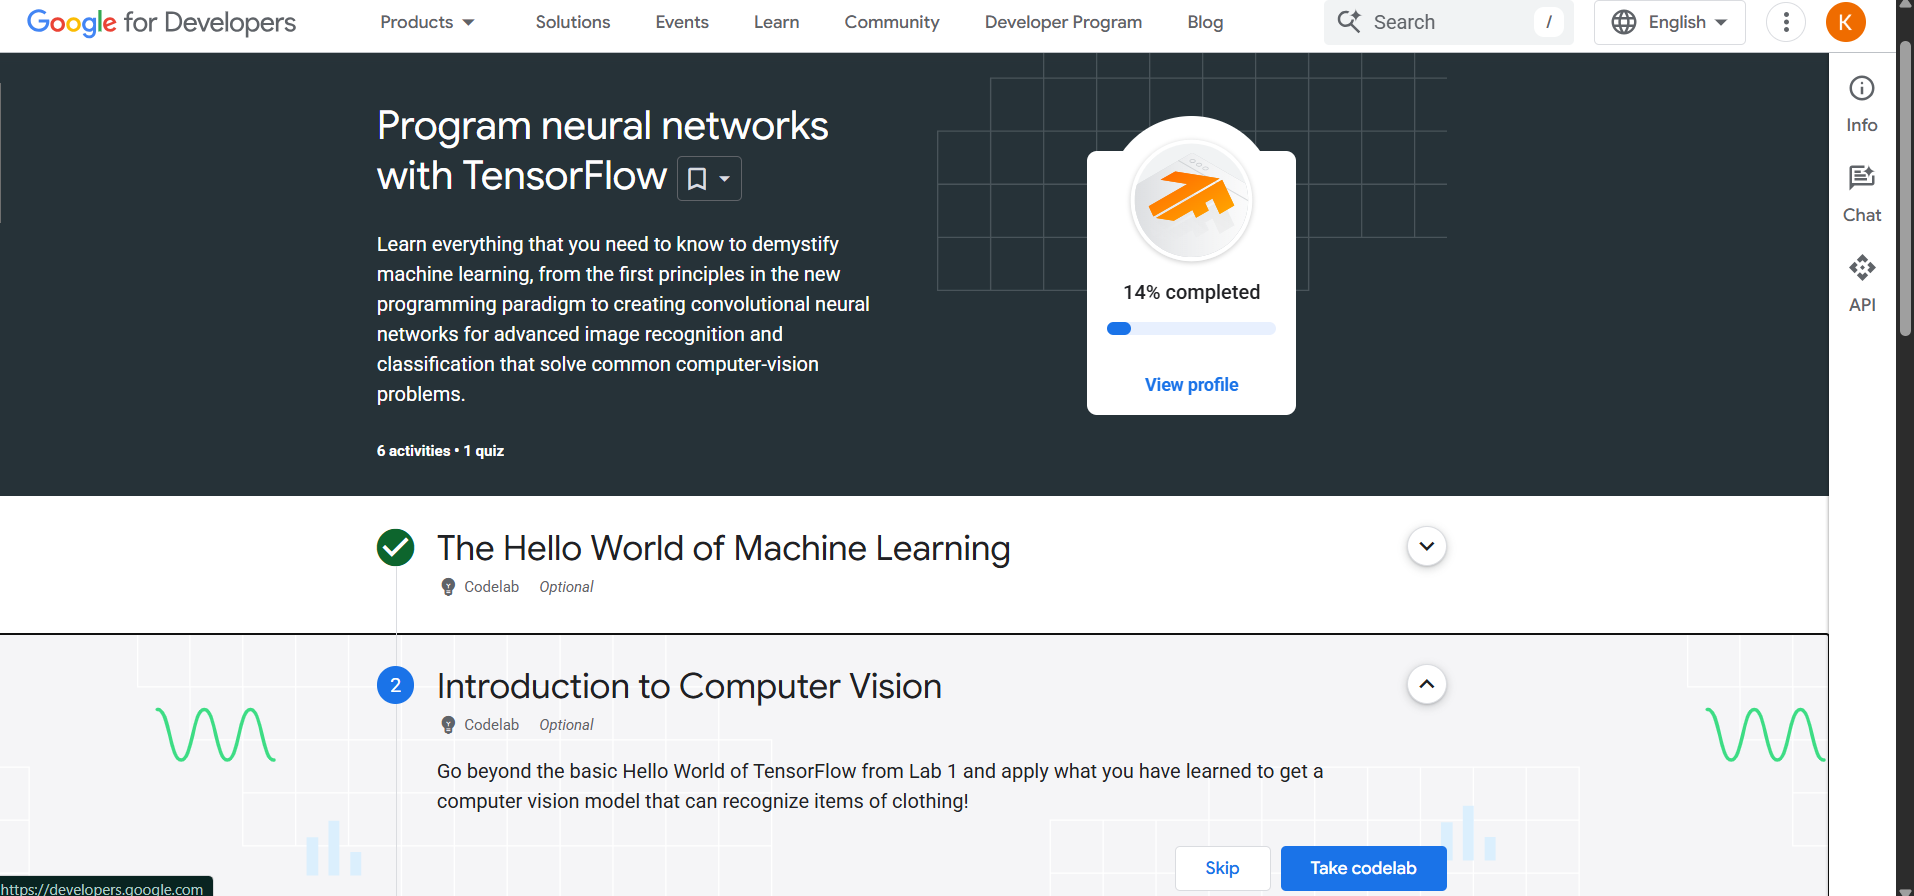 Google for Developers
Products
Solutions
Events
Learn
Community
Developer Program
Blog
Search
/
English
K
Program neural networks
with TensorFlow
Learn everything that you need to know to demystify
machine learning, from the first principles in the new
programming paradigm to creating convolutional neural
networks for advanced image recognition and
classification that solve common computer-vision
problems.
6 activities • 1 quiz
14% completed
View profile
Info
Chat
API
The Hello World of Machine Learning
Codelab Optional
2
Introduction to Computer Vision
Codelab Optional
Go beyond the basic Hello World of TensorFlow from Lab 1 and apply what you have learned to get a
computer vision model that can recognize items of clothing!
Skip
Take codelab
https://developers.google.com